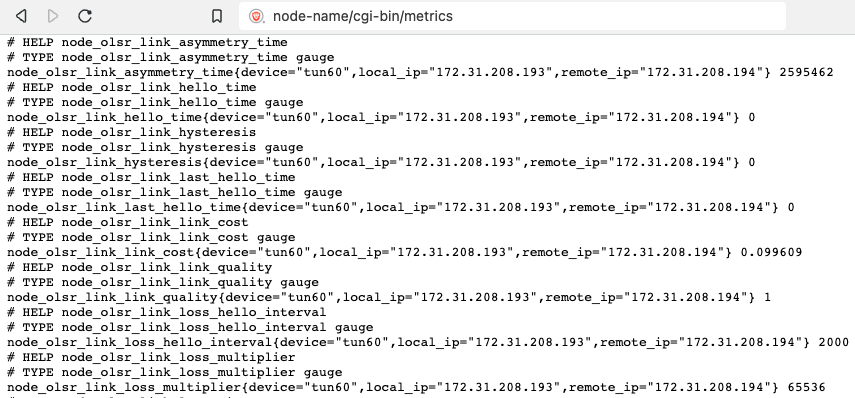 node-name/cgi-bin/metrics
# HELP node_olsr_link_asymmetry_time
# TYPE node_olsr_link_asymmetry_time gauge
node_olsr_link_asymmetry_time{device="tun60",local_ip="172.31.208.193",remote_ip="172.31.208.194"} 2595462
# HELP node_olsr_link_hello_time
# TYPE node_olsr_link_hello_time gauge
node_olsr_link_hello_time{device="tun60",local_ip="172.31.208.193",remote_ip="172.31.208.194"} 0
# HELP node_olsr_link_hysteresis
# TYPE node_olsr_link_hysteresis gauge
node_olsr_link_hysteresis{device="tun60",local_ip="172.31.208.193",remote_ip="172.31.208.194"} 0
# HELP node_olsr_link_last_hello_time
# TYPE node_olsr_link_last_hello_time gauge
node_olsr_link_last_hello_time{device="tun60",local_ip="172.31.208.193",remote_ip="172.31.208.194"} 0
# HELP node_olsr_link_link_cost
# TYPE node_olsr_link_link_cost gauge
node_olsr_link_link_cost{device="tun60",local_ip="172.31.208.193",remote_ip="172.31.208.194"} 0.099609
# HELP node_olsr_link_link_quality
# TYPE node_olsr_link_link_quality gauge
node_olsr_link_link_quality{device="tun60",local_ip="172.31.208.193",remote_ip="172.31.208.194"} 1
# HELP node_olsr_link_loss_hello_interval
# TYPE node_olsr_link_loss_hello_interval gauge
node_olsr_link_loss_hello_interval{device="tun60",local_ip="172.31.208.193",remote_ip="172.31.208.194"} 2000
# HELP node_olsr_link_loss_multiplier
# TYPE node_olsr_link_loss_multiplier gauge
node_olsr_link_loss_multiplier{device="tun60",local_ip="172.31.208.193",remote_ip="172.31.208.194"} 65536